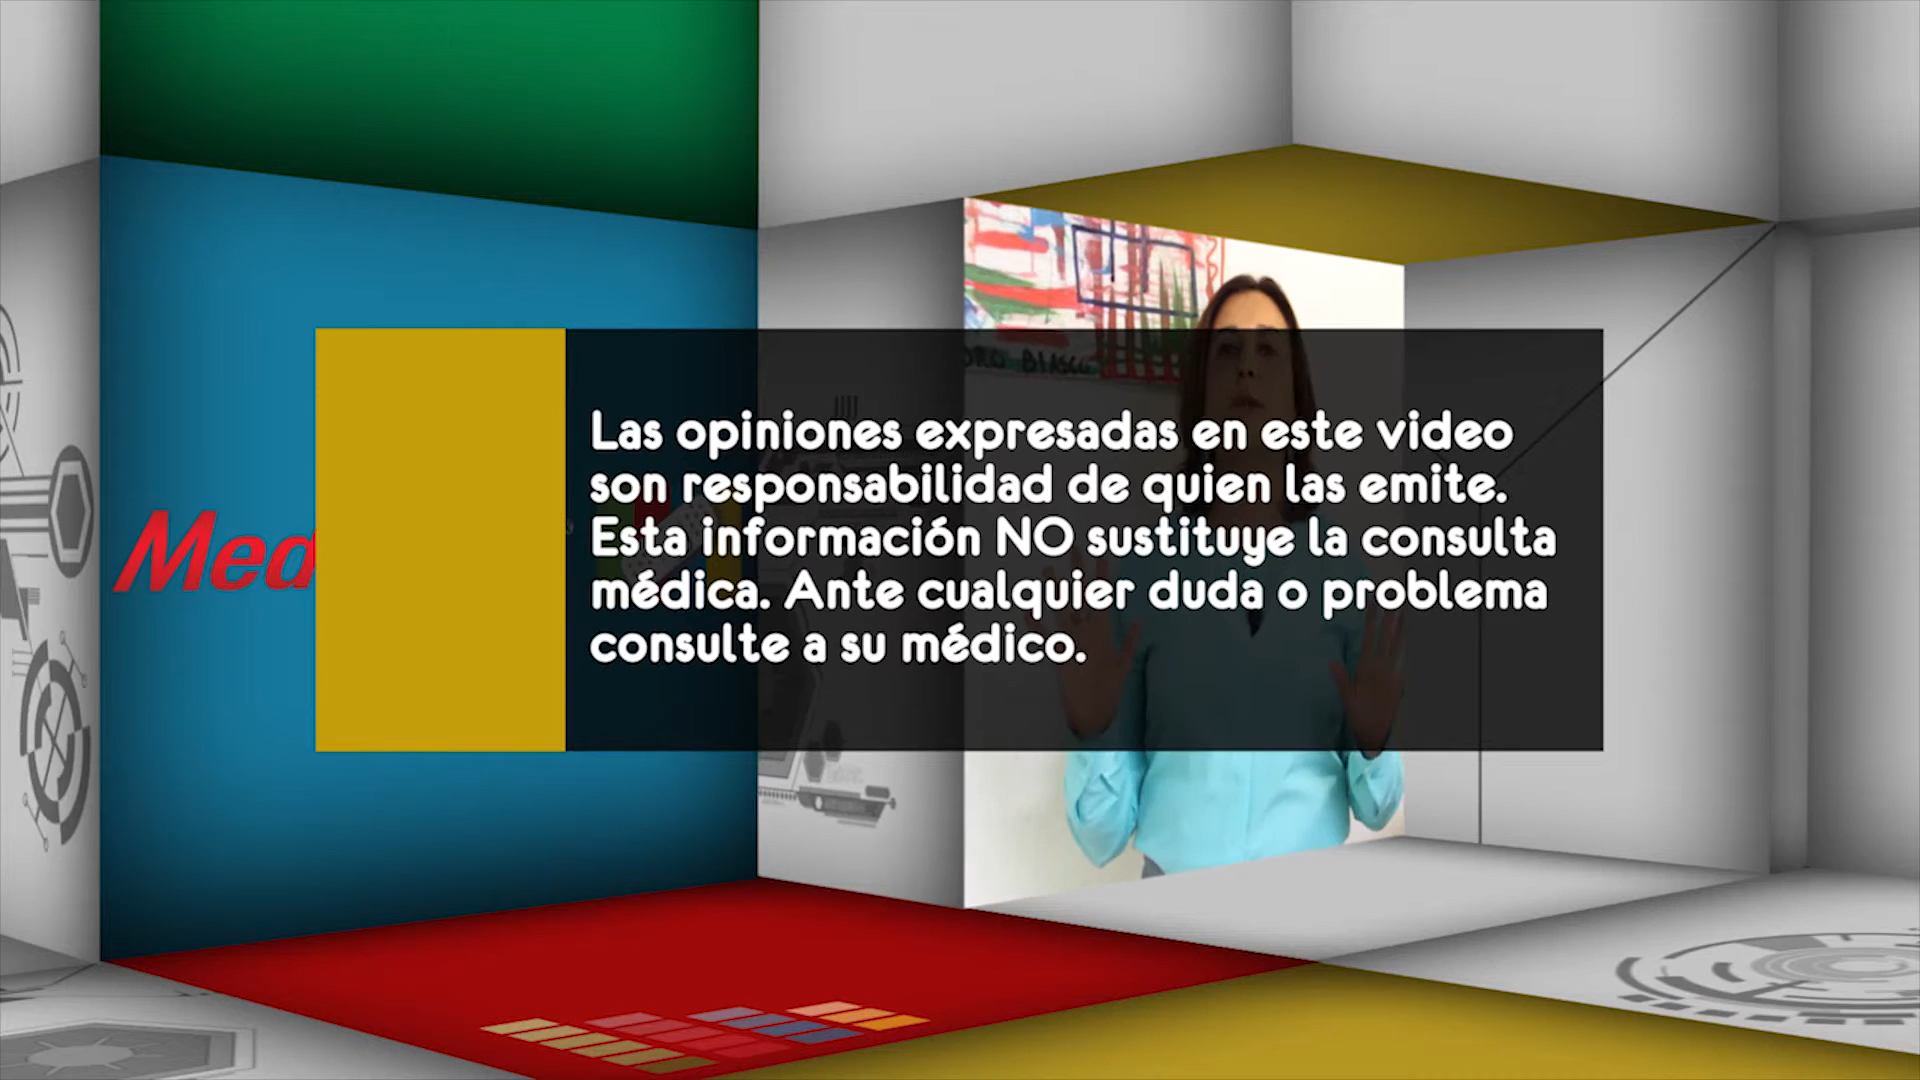 Las opiniones expresadas en este video
son responsabilidad de quien las emite.
Esta información NO sustituye la consulta
médica. Ante cualquier duda o problema
consulte a su médico.
Med